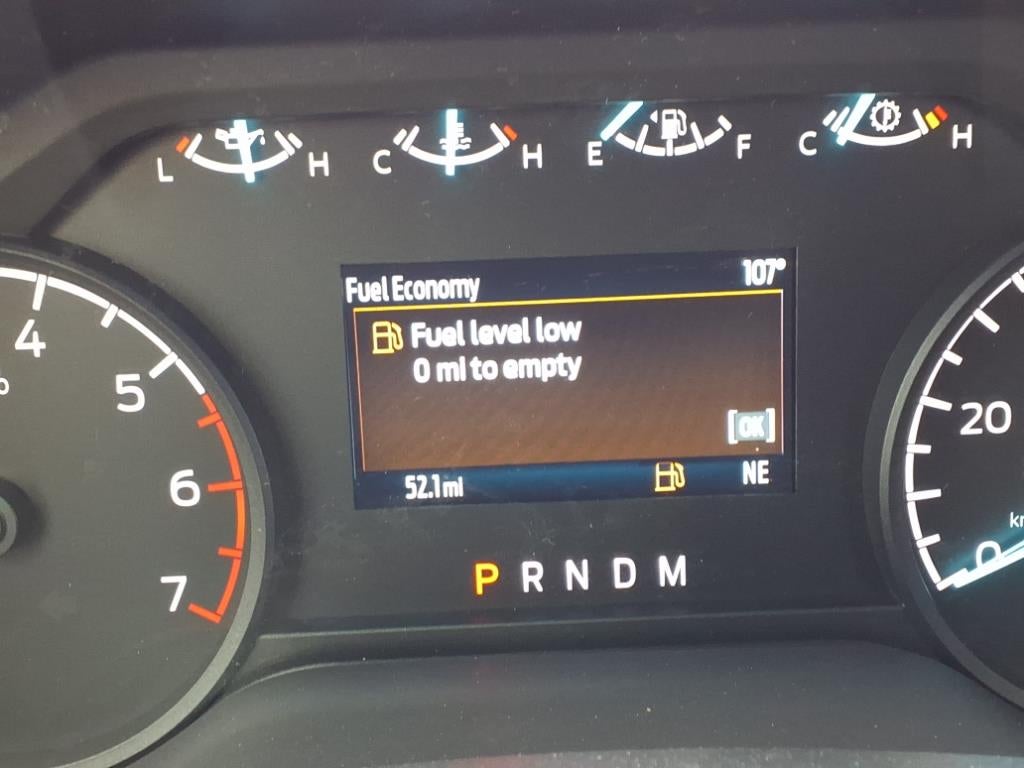 L H C H E F C H
Fuel Economy 107°
Fuel level low
0 mi to empty
[OK]
52.1 mi NE
P R N D M
4
5
6
7
20
0